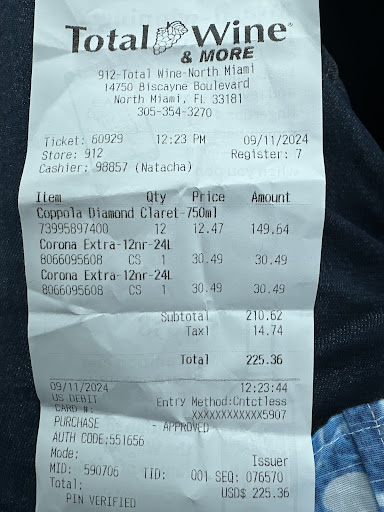 Total Wine
& MORE
912-Total Wine-North Miami
14750 Biscayne Boulevard
North Miami, FL 33181
305-354-3270
Ticket: 60929 12:23 PM 09/11/2024
Store: 912 Register: 7
Cashier: 98857 (Natacha)
Item Qty Price Amount
Coppola Diamond Claret-750ml
73995897400 12 12.47 149.64
Corona Extra-12nr-24L
8066095608 CS 1 30.49 30.49
Corona Extra-12nr-24L
8066095608 CS 1 30.49 30.49
Subtotal 210.62
Tax1 14.74
Total 225.36
09/11/2024 12:23:44
US DEBIT Entry Method:Cntctless
CARD #: XXXXXXXXXXXX5907
PURCHASE - APPROVED
AUTH CODE:551656
Mode: Issuer
MID: 590706 TID: 001 SEQ: 076570
Total: USD$ 225.36
PIN VERIFIED